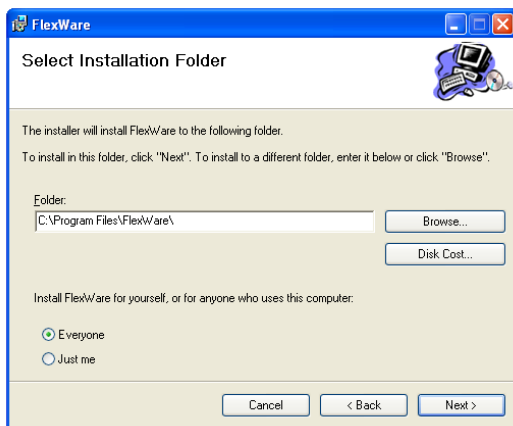 FlexWare
Select Installation Folder
The installer will install FlexWare to the following folder.
To install in this folder, click "Next". To install to a different folder, enter it below or click "Browse".
Folder:
C:\Program Files\FlexWare\
Browse...
Disk Cost...
Install FlexWare for yourself, or for anyone who uses this computer:
Everyone
Just me
Cancel
< Back
Next >